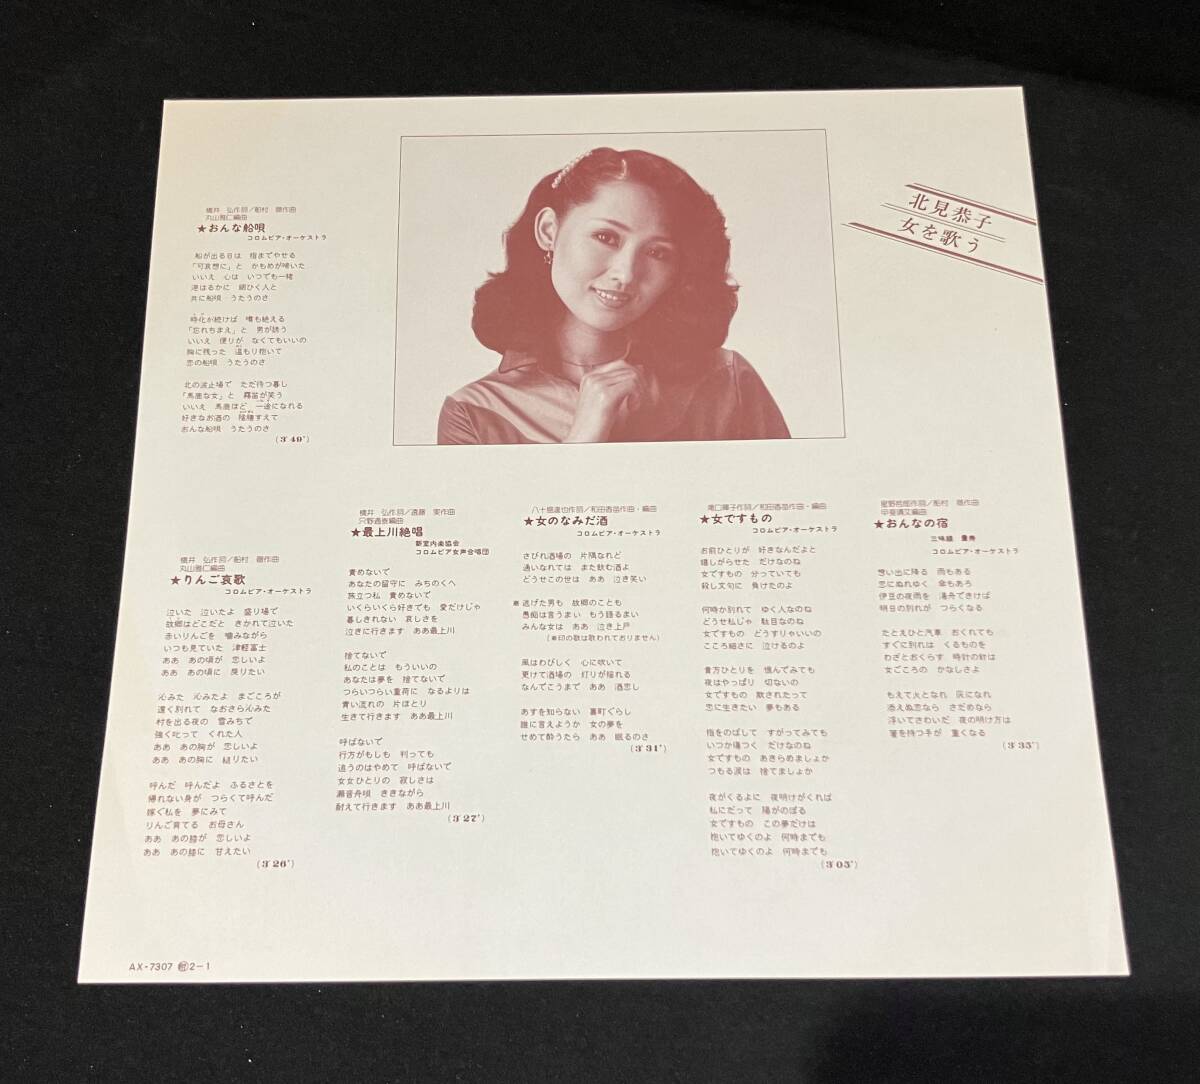 北見恭子
女を歌う
橋井 弘作詞／船村 徹作曲
丸山雅仁編曲
★おんな船唄
コロムビア・オーケストラ
船が出る日は 指までやせる
「可哀想に」と かもめが啼いた
いいえ 心は いつでも一緒
港はるかに 網ひく人と
共に船唄 うたうのさ
時化が続けば 噂も絶える
「忘れちまえ」と 男が誘う
いいえ 便りが なくてもいいの
胸に残った 温もり抱いて
恋の船唄 うたうのさ
北の波止場で ただ待つ暮し
「馬鹿な女」と 霧笛が笑う
いいえ 馬鹿ほど 一途になれる
好きなお酒の 陰膳すえて
おんな船唄 うたうのさ
(3'49")
橋井 弘作詞／船村 徹作曲
丸山雅仁編曲
★りんご哀歌
コロムビア・オーケストラ
泣いた 泣いたよ 盛り場で
故郷はどこだと きかれて泣いた
赤いりんごを 噛みながら
いつも見ていた 津軽富士
ああ あの頃が 恋しいよ
ああ あの頃に 戻りたい
沁みた 沁みたよ まごころが
遠く別れて なおさら沁みた
村を出る夜の 雪みちで
強く叱って くれた人
ああ あの胸が 恋しいよ
ああ あの胸に 縋りたい
呼んだ 呼んだよ ふるさとを
帰れない身が つらくて呼んだ
嫁ぐ私を 夢にみて
りんご育てる お母さん
ああ あの膝が 恋しいよ
ああ あの膝に 甘えたい
(3'26")
橋井 弘作詞／遠藤 実作曲
只野通泰編曲
★最上川絶唱
新室内楽協会
コロムビア女声合唱団
責めないで
あなたの留守に みちのくへ
旅立つ私 責めないで
いくらいくら好きでも 愛だけじゃ
暮しきれない 哀しさを
泣きに行きます ああ最上川
捨てないで
私のことは もういいの
あなたは夢を 捨てないで
つらいつらい重荷に なるよりは
青い流れの 片ほとり
生きて行きます ああ最上川
呼ばないで
行方がもしも 判っても
追うのはやめて 呼ばないで
女女ひとりの 寂しさは
瀬音舟唄 ききながら
耐えて行きます ああ最上川
(3'27")
八十島進也作詞／和田香苗作曲・編曲
★女のなみだ酒
コロムビア・オーケストラ
さびれ酒場の 片隅なれど
通いなれては また飲む酒よ
どうせこの世は ああ 泣き笑い
※逃げた男も 故郷のことも
愚痴は言うまい もう語るまい
みんな女は ああ 泣き上戸
(※印の歌は歌われておりません)
風はわびしく 心に吹いて
更けて酒場の 灯りが揺れる
なんでこうまで ああ 酒恋し
あすを知らない 裏町ぐらし
誰に言えようか 女の夢を
せめて酔うたら ああ 眠るのさ
(3'31")
滝口暉子作詞／和田香苗作曲・編曲
★女ですもの
コロムビア・オーケストラ
お前ひとりが 好きなんだよと
嬉しがらせた だけなのね
女ですもの 分っていても
殺し文句に 負けたのよ
何時か別れて ゆく人なのね
どうせ私じゃ 駄目なのね
女ですもの どうすりゃいいの
こころ細さに 泣けるのよ
貴方ひとりを 憎んでみても
夜はやっぱり 切ないの
女ですもの 欺されたって
恋に生きたい 夢もある
指をのばして すがってみても
いつか傷つく だけなのね
女ですもの あきらめましょか
つもる涙は 捨てましょか
夜がくるよに 夜明けがくれば
私にだって 陽がのぼる
女ですもの この夢だけは
抱いてゆくのよ 何時までも
抱いてゆくのよ 何時までも
(3'05")
星野哲郎作詞／船村 徹作曲
甲斐靖文編曲
★おんなの宿
三味線 豊寿
コロムビア・オーケストラ
想い出に降る 雨もある
恋にぬれゆく 傘もあろ
伊豆の夜雨を 湯舟できけば
明日の別れが つらくなる
たとえひと汽車 おくれても
すぐに別れは くるものを
わざとおくらす 時計の針は
女ごころの かなしさよ
もえて火となれ 灰になれ
添えぬ恋なら さだめなら
浮いてさわいだ 夜の明け方は
箸を持つ手が 重くなる
(3'35")
AX-7307 2-1